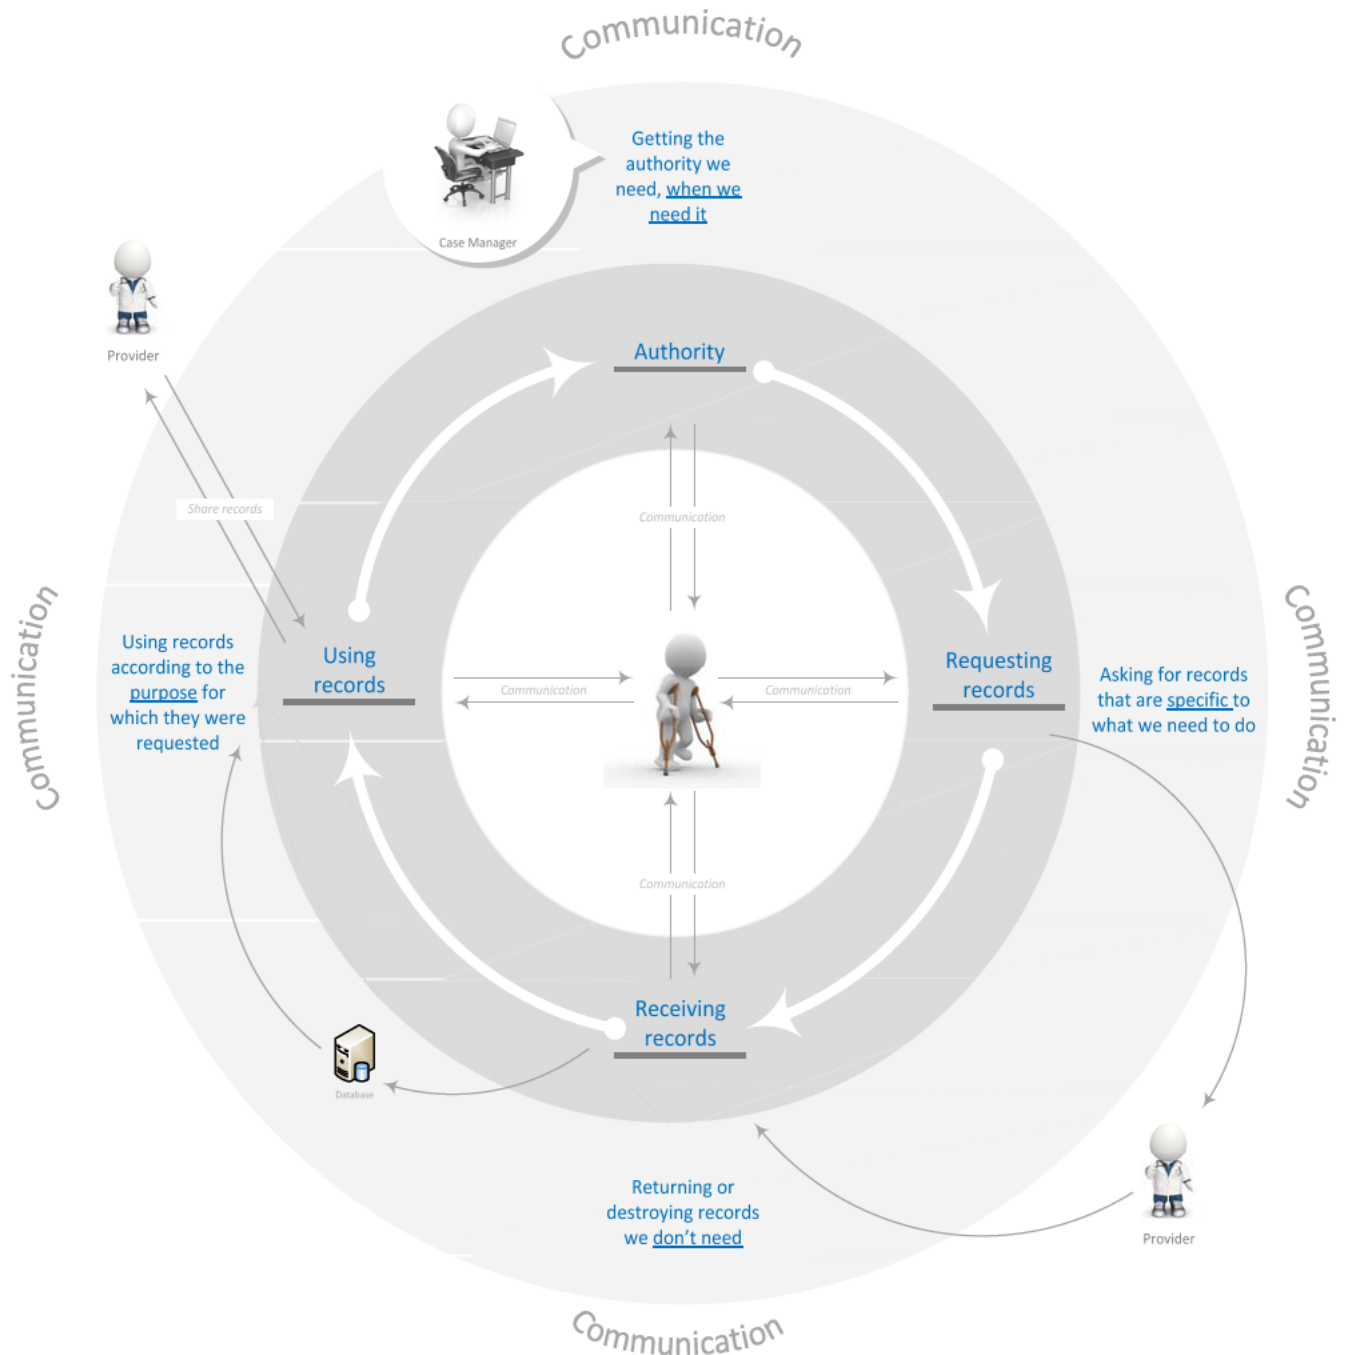 Communication
Getting the
authority we
need, when we
need it
Case Manager
Provider
Authority
Share records
Communication
Communication
Using records
according to the
purpose for
which they were
requested
Using
records
Communication
Communication
Requesting
records
Asking for records
that are specific to
what we need to do
Communication
Communication
Receiving
records
Database
Returning or
destroying records
we don't need
Provider
Communication